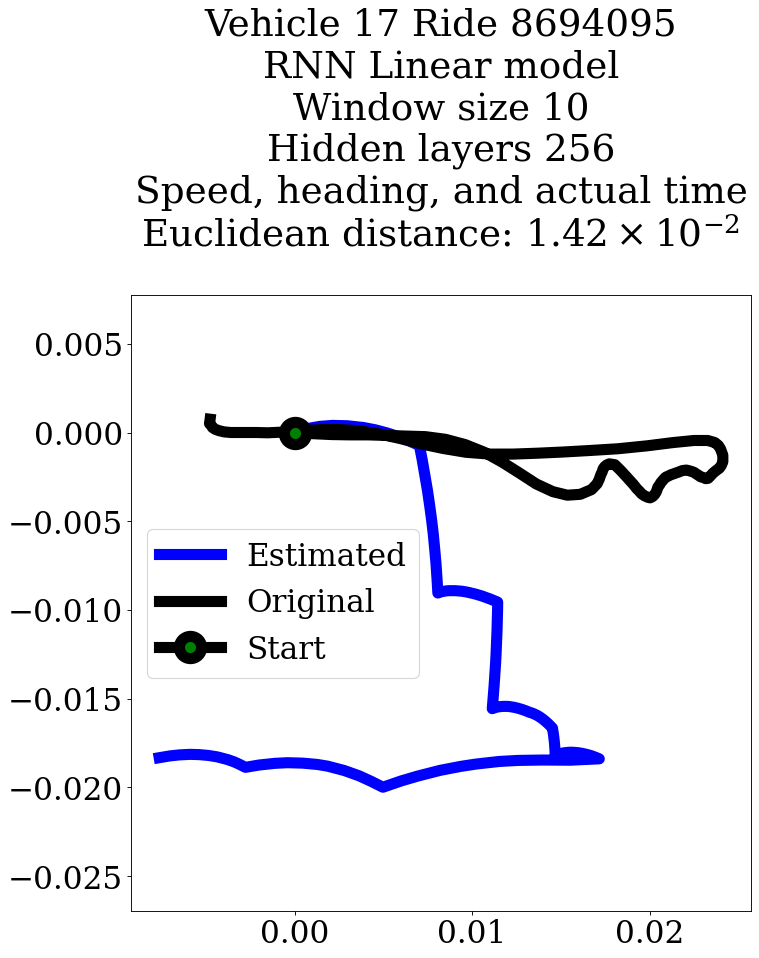 Vehicle 17 Ride 8694095
RNN Linear model
Window size 10
Hidden layers 256
Speed, heading, and actual time
Euclidean distance: 1.42 × 10⁻²
0.005
0.000
−0.005
−0.010
−0.015
−0.020
−0.025
Estimated
Original
Start
0.00 0.01 0.02